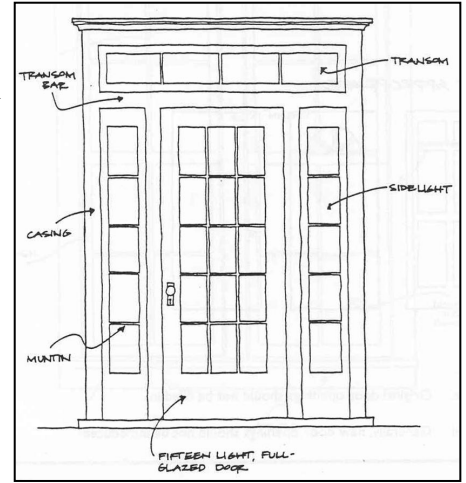 TRANSOM
BAR
TRANSOM
SIDELIGHT
CASING
MUNTIN
FIFTEEN LIGHT, FULL-
GLAZED DOOR